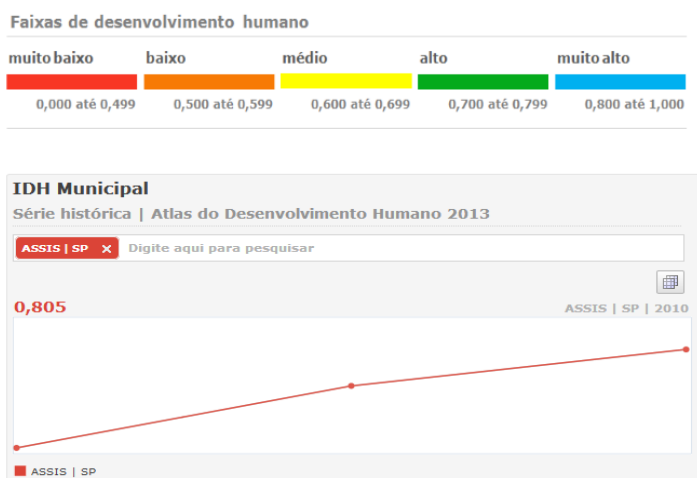 Faixas de desenvolvimento humano
muito baixo baixo médio alto muito alto
0,000 até 0,499 0,500 até 0,599 0,600 até 0,699 0,700 até 0,799 0,800 até 1,000
IDH Municipal
Série histórica | Atlas do Desenvolvimento Humano 2013
ASSIS | SP X Digite aqui para pesquisar
0,805 ASSIS | SP | 2010
ASSIS | SP